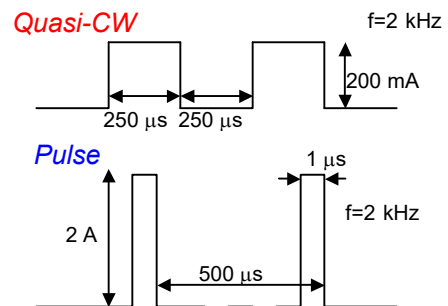 Quasi-CW
f=2 kHz
200 mA
250 μs
250 μs
Pulse
1 μs
2 A
f=2 kHz
500 μs